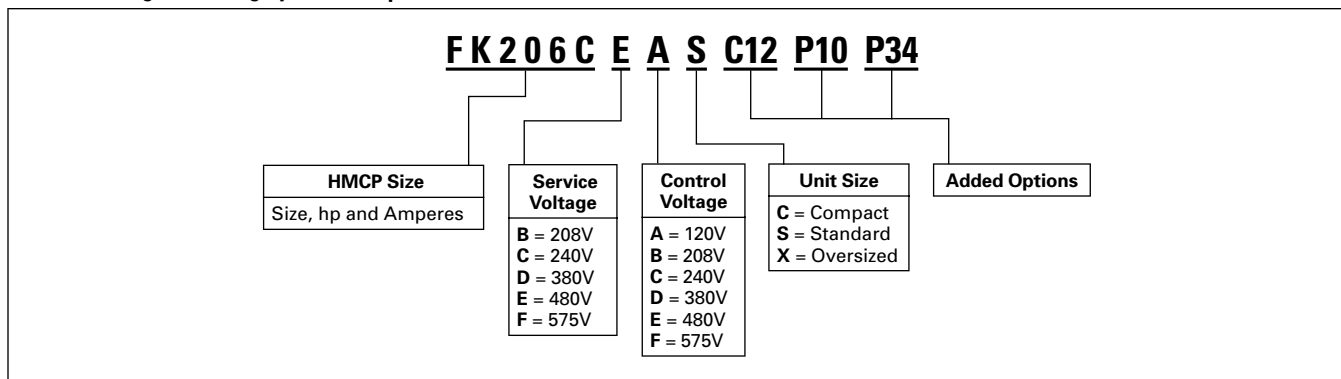 FK206C E A S C12 P10 P34
HMCP Size
Size, hp and Amperes
Service
Voltage
B = 208V
C = 240V
D = 380V
E = 480V
F = 575V
Control
Voltage
A = 120V
B = 208V
C = 240V
D = 380V
E = 480V
F = 575V
Unit Size
C = Compact
S = Standard
X = Oversized
Added Options